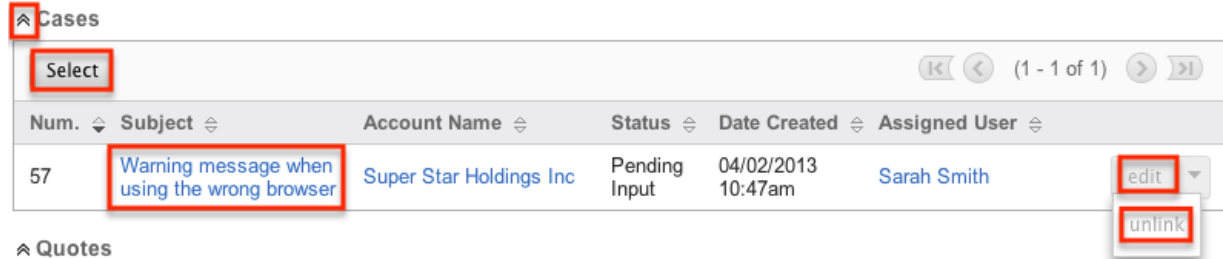 Cases
Select (1 - 1 of 1)
Num. Subject Account Name Status Date Created Assigned User
57 Warning message when using the wrong browser Super Star Holdings Inc Pending Input 04/02/2013 10:47am Sarah Smith edit
unlink
Quotes